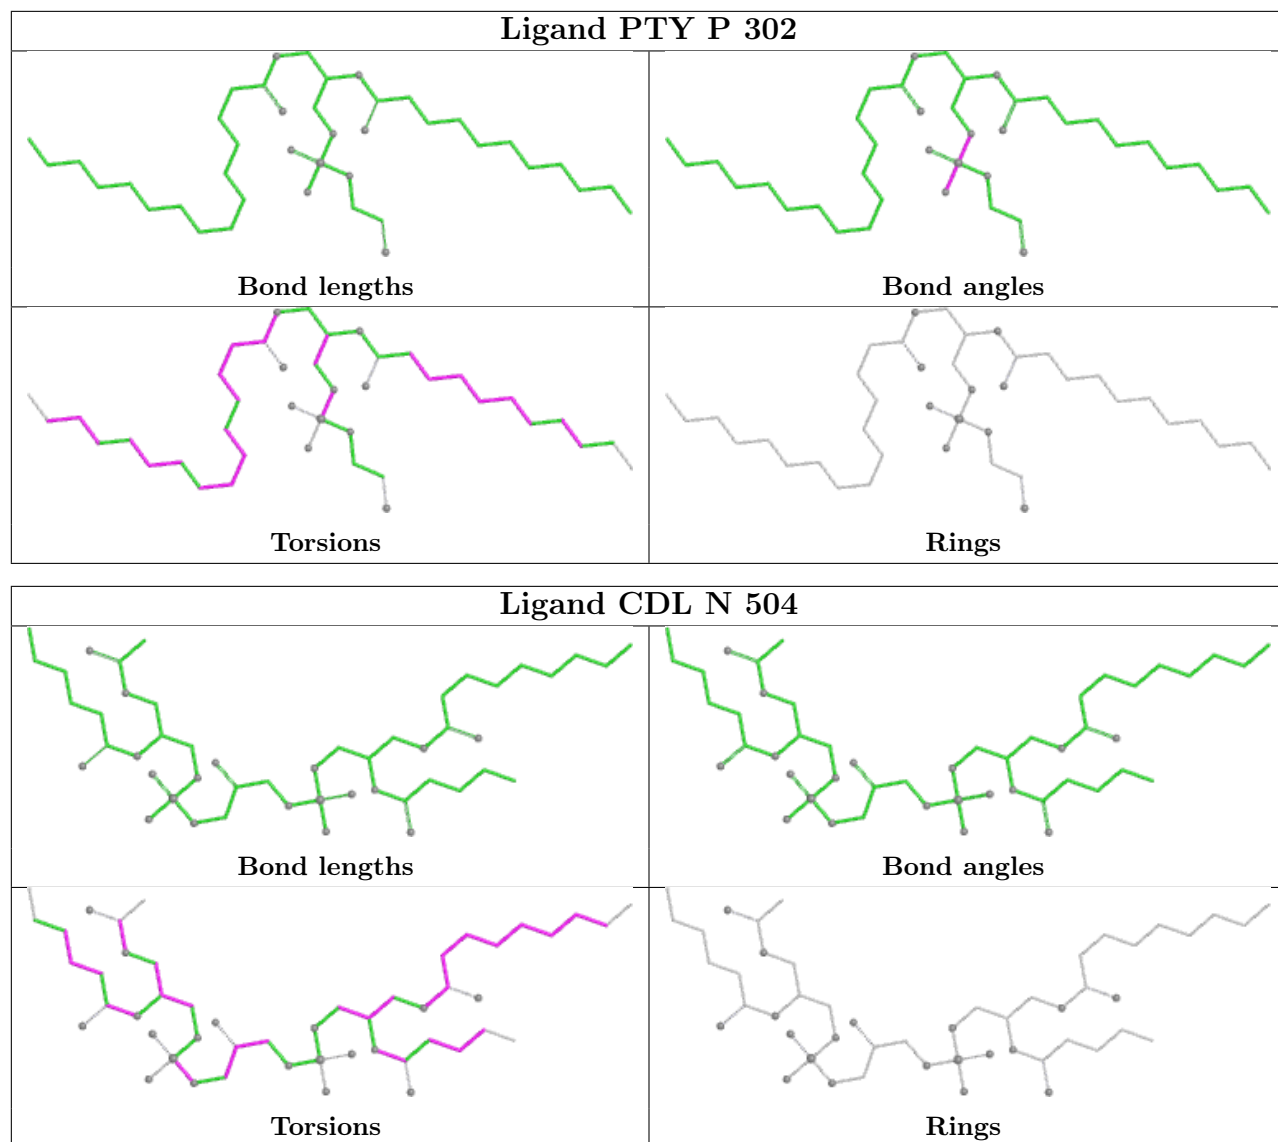 Ligand PTY P 302
Bond lengths
Bond angles
Torsions
Rings
Ligand CDL N 504
Bond lengths
Bond angles
Torsions
Rings